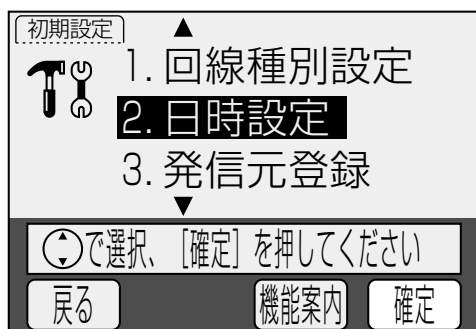 初期設定
▲
1. 回線種別設定
2. 日時設定
3. 発信元登録
▼
で選択、［確定］を押してください
戻る 機能案内 確定